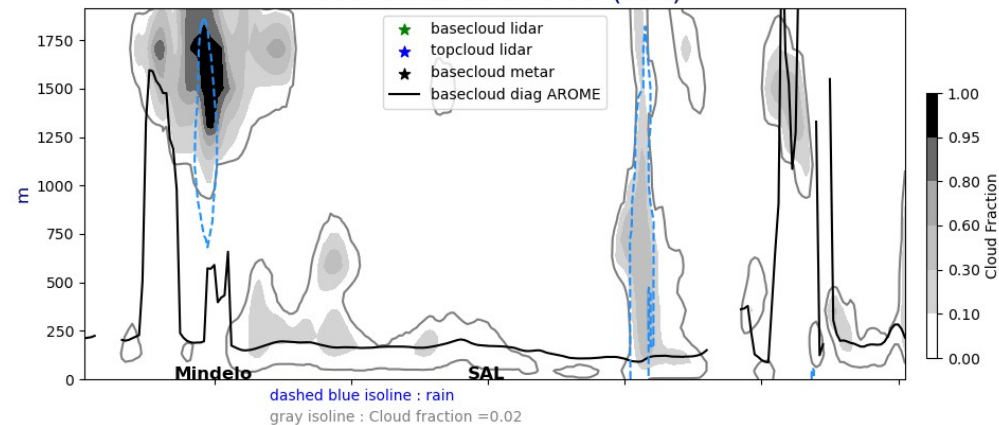 1750
1500
1250
1000
750
500
250
0
m
basecloud lidar
topcloud lidar
basecloud metar
basecloud diag AROME
1.00
0.95
0.80
0.60
0.30
0.10
0.00
Cloud Fraction
Mindelo
SAL
dashed blue isoline : rain
gray isoline : Cloud fraction =0.02